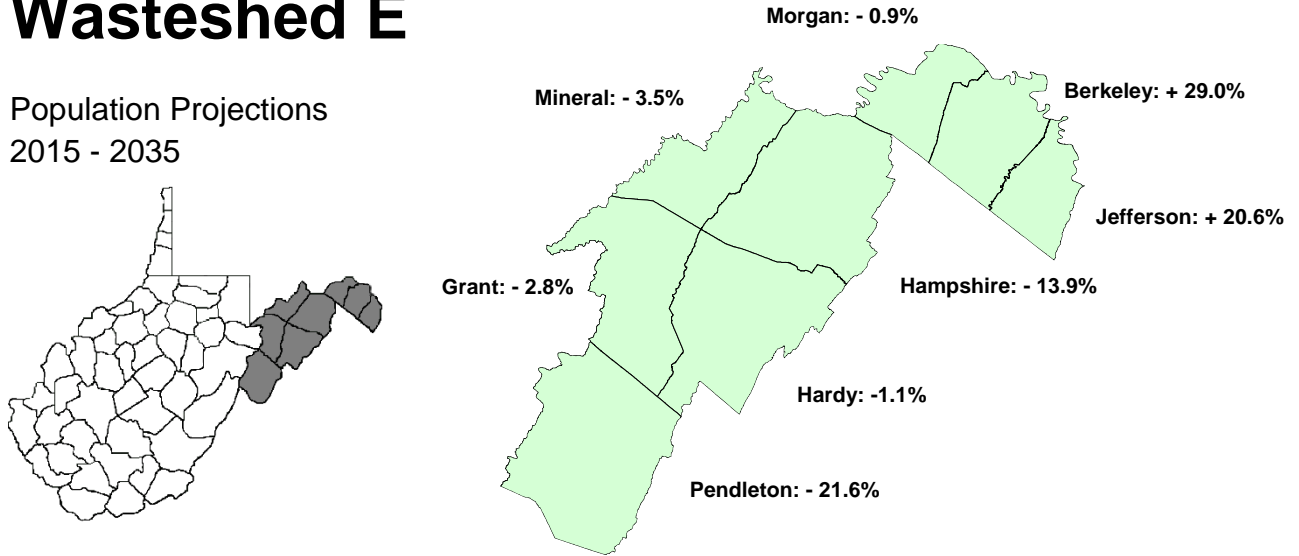 Wasteshed E
Population Projections
2015 - 2035
Morgan: - 0.9%
Mineral: - 3.5%
Berkeley: + 29.0%
Jefferson: + 20.6%
Grant: - 2.8%
Hampshire: - 13.9%
Hardy: -1.1%
Pendleton: - 21.6%